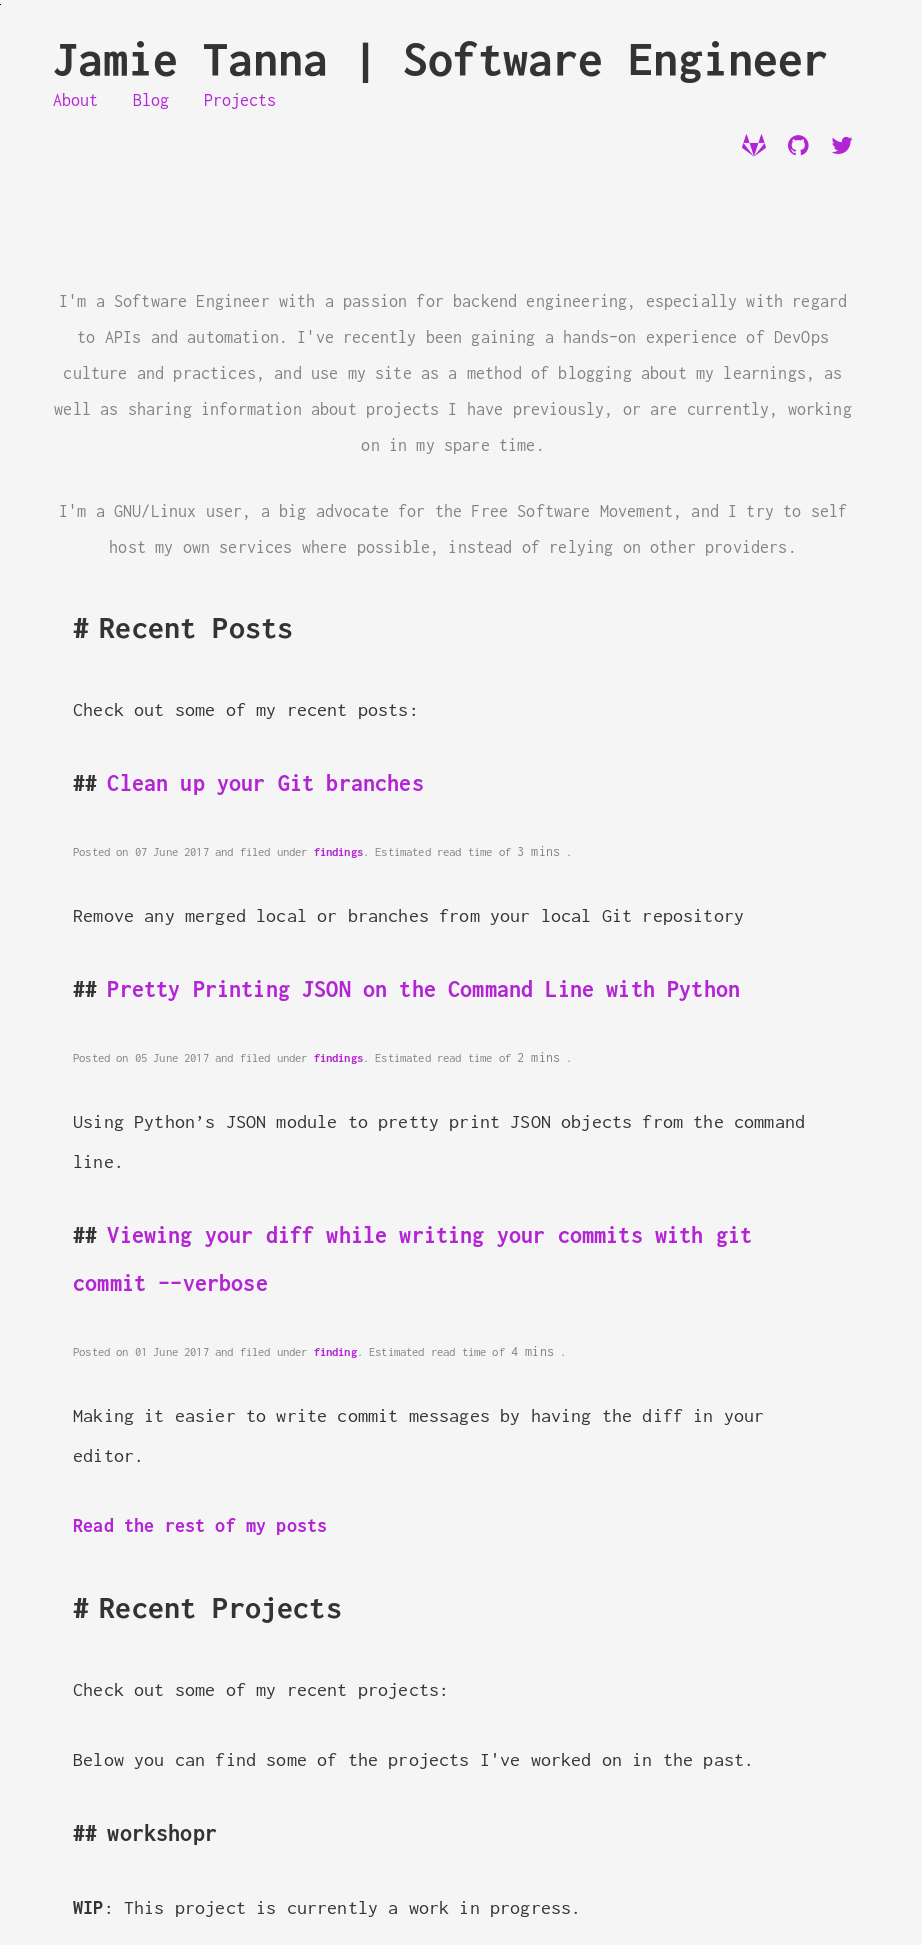 Jamie Tanna | Software Engineer
About Blog Projects
I'm a Software Engineer with a passion for backend engineering, especially with regard
to APIs and automation. I've recently been gaining a hands-on experience of DevOps
culture and practices, and use my site as a method of blogging about my learnings, as
well as sharing information about projects I have previously, or are currently, working
on in my spare time.
I'm a GNU/Linux user, a big advocate for the Free Software Movement, and I try to self
host my own services where possible, instead of relying on other providers.
# Recent Posts
Check out some of my recent posts:
## Clean up your Git branches
Posted on 07 June 2017 and filed under findings. Estimated read time of 3 mins .
Remove any merged local or branches from your local Git repository
## Pretty Printing JSON on the Command Line with Python
Posted on 05 June 2017 and filed under findings. Estimated read time of 2 mins .
Using Python’s JSON module to pretty print JSON objects from the command
line.
## Viewing your diff while writing your commits with git
commit --verbose
Posted on 01 June 2017 and filed under finding. Estimated read time of 4 mins .
Making it easier to write commit messages by having the diff in your
editor.
Read the rest of my posts
# Recent Projects
Check out some of my recent projects:
Below you can find some of the projects I've worked on in the past.
## workshopr
WIP: This project is currently a work in progress.